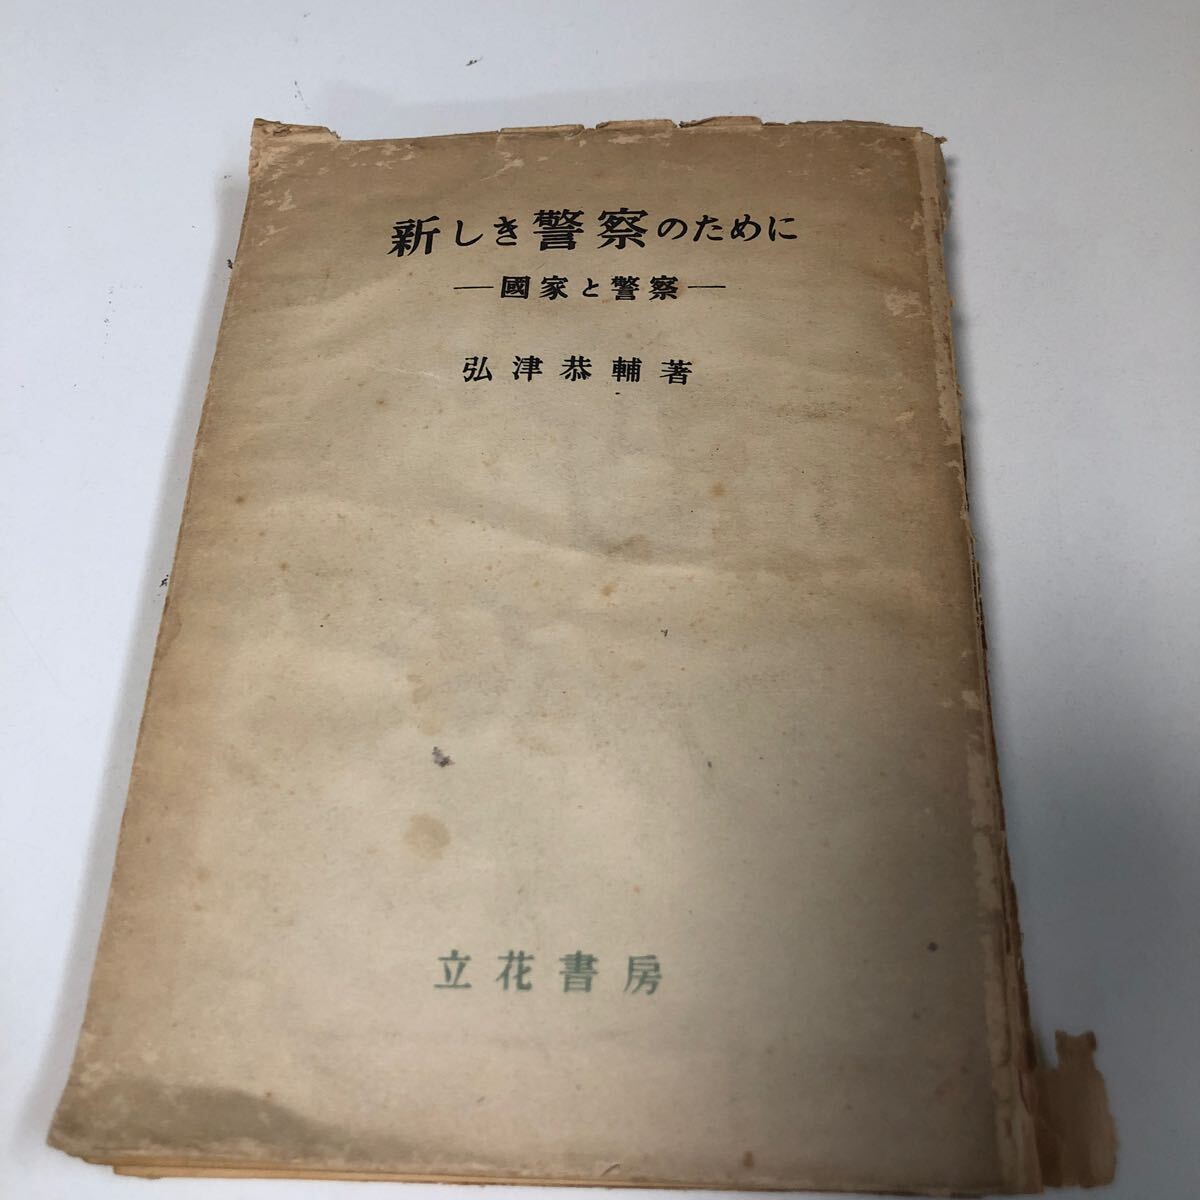 新しき警察のために
―國家と警察―
弘津恭輔著
立花書房